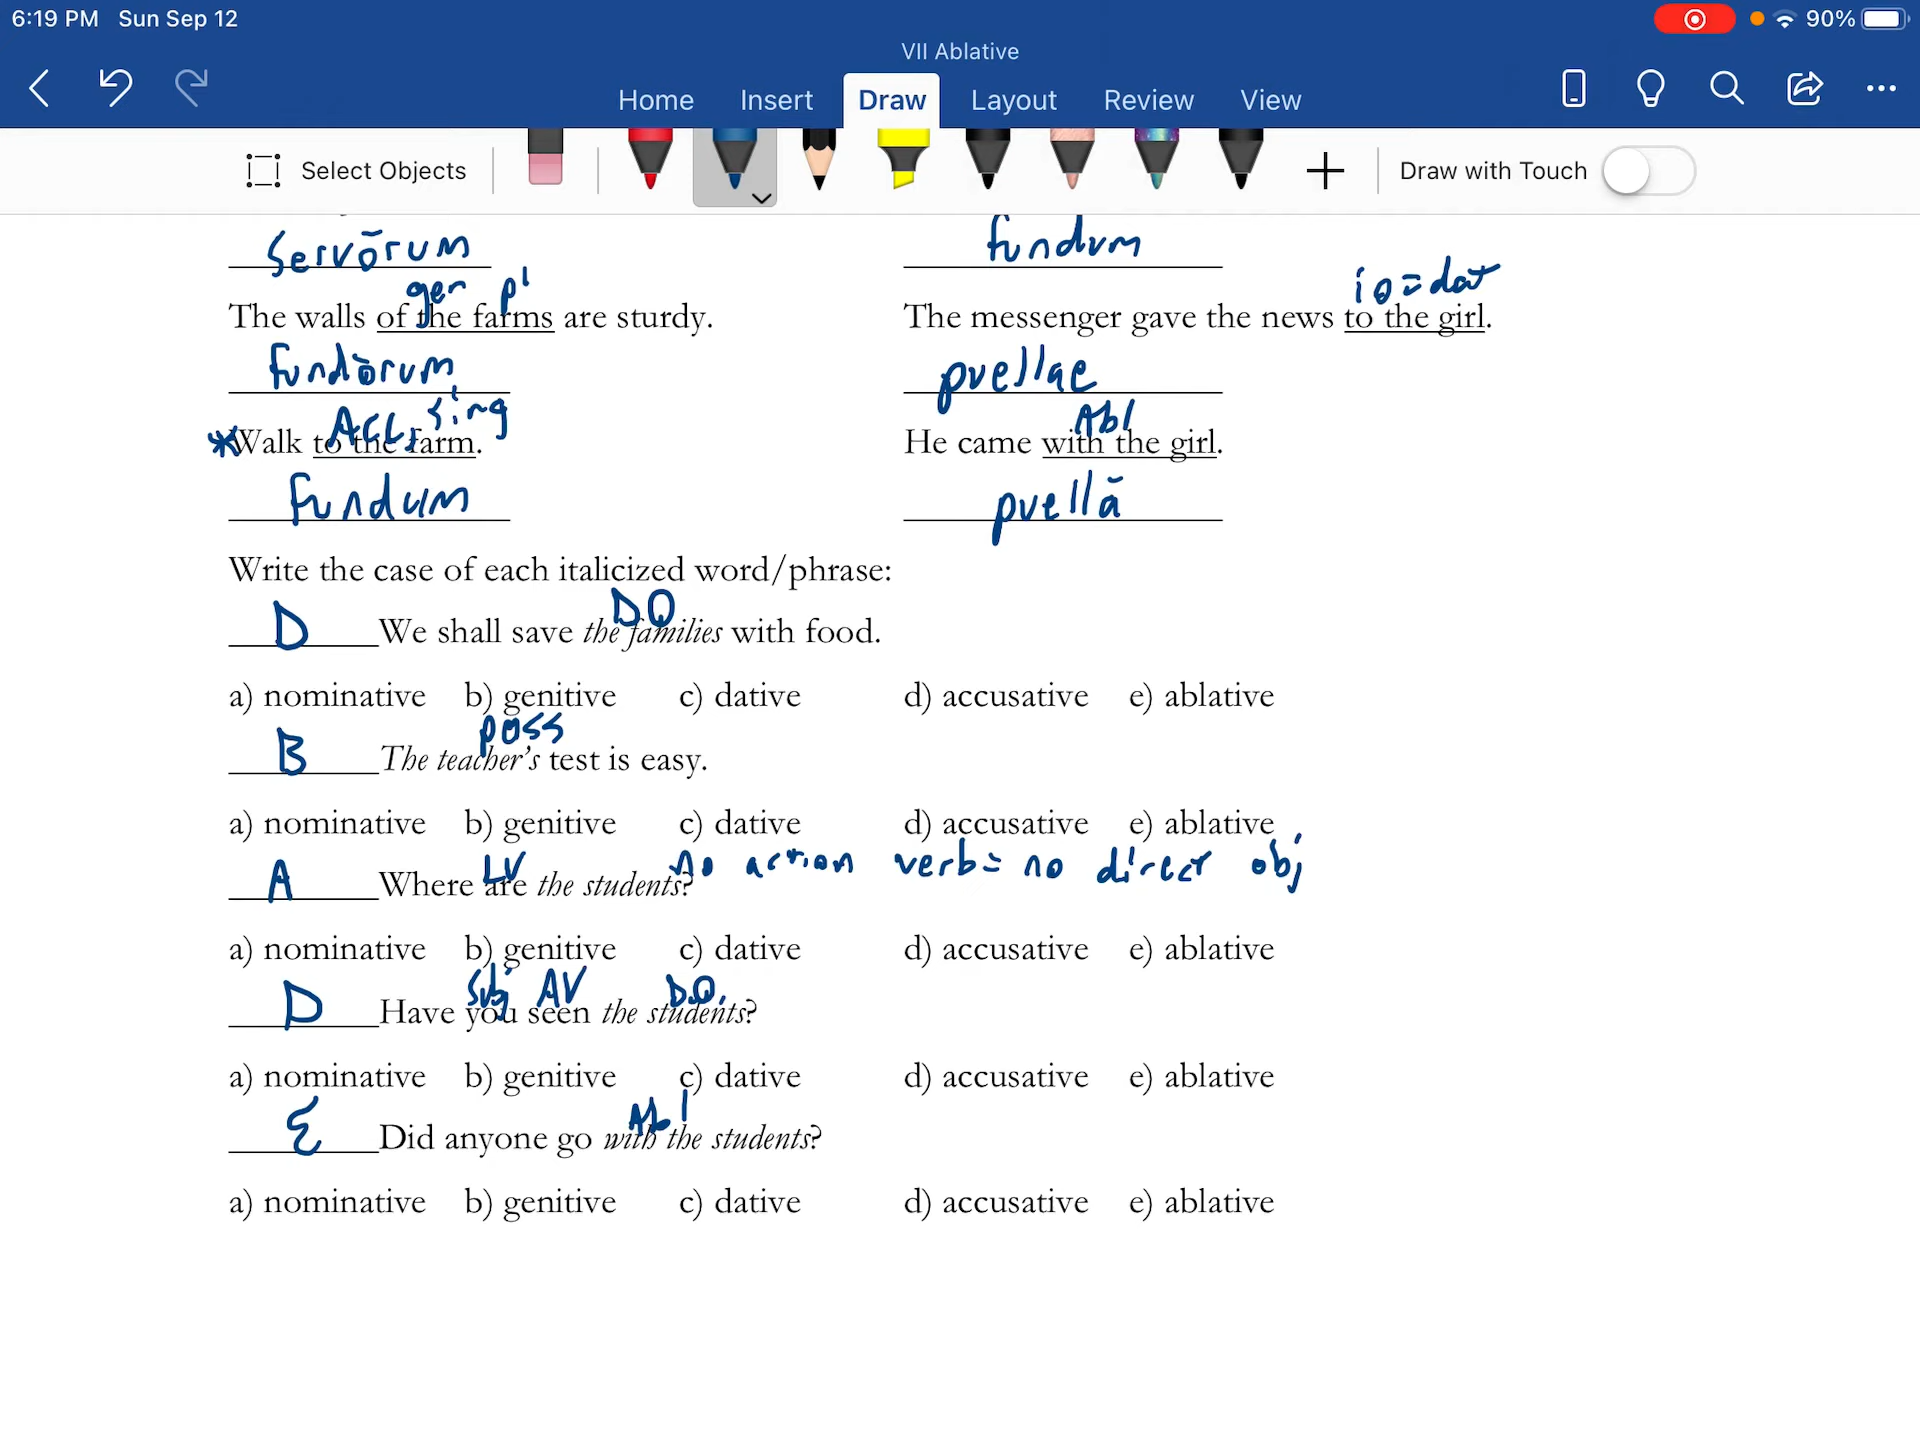 6:19 PM Sun Sep 12 90%
VII Ablative
Home Insert Draw Layout Review View
Select Objects Draw with Touch
servōrum fundum
gen pl io = dat
The walls of the farms are sturdy. The messenger gave the news to the girl.
fundōrum puellae
Acc, sing Abl
*Walk to the farm. He came with the girl.
fundum puellā
Write the case of each italicized word/phrase:
DO
D We shall save the families with food.
a) nominative b) genitive c) dative d) accusative e) ablative
poss
B The teacher's test is easy.
a) nominative b) genitive c) dative d) accusative e) ablative
LV no action verb = no direct obj
A Where are the students?
a) nominative b) genitive c) dative d) accusative e) ablative
Subj AV D.O.
D Have you seen the students?
a) nominative b) genitive c) dative d) accusative e) ablative
Abl
E Did anyone go with the students?
a) nominative b) genitive c) dative d) accusative e) ablative